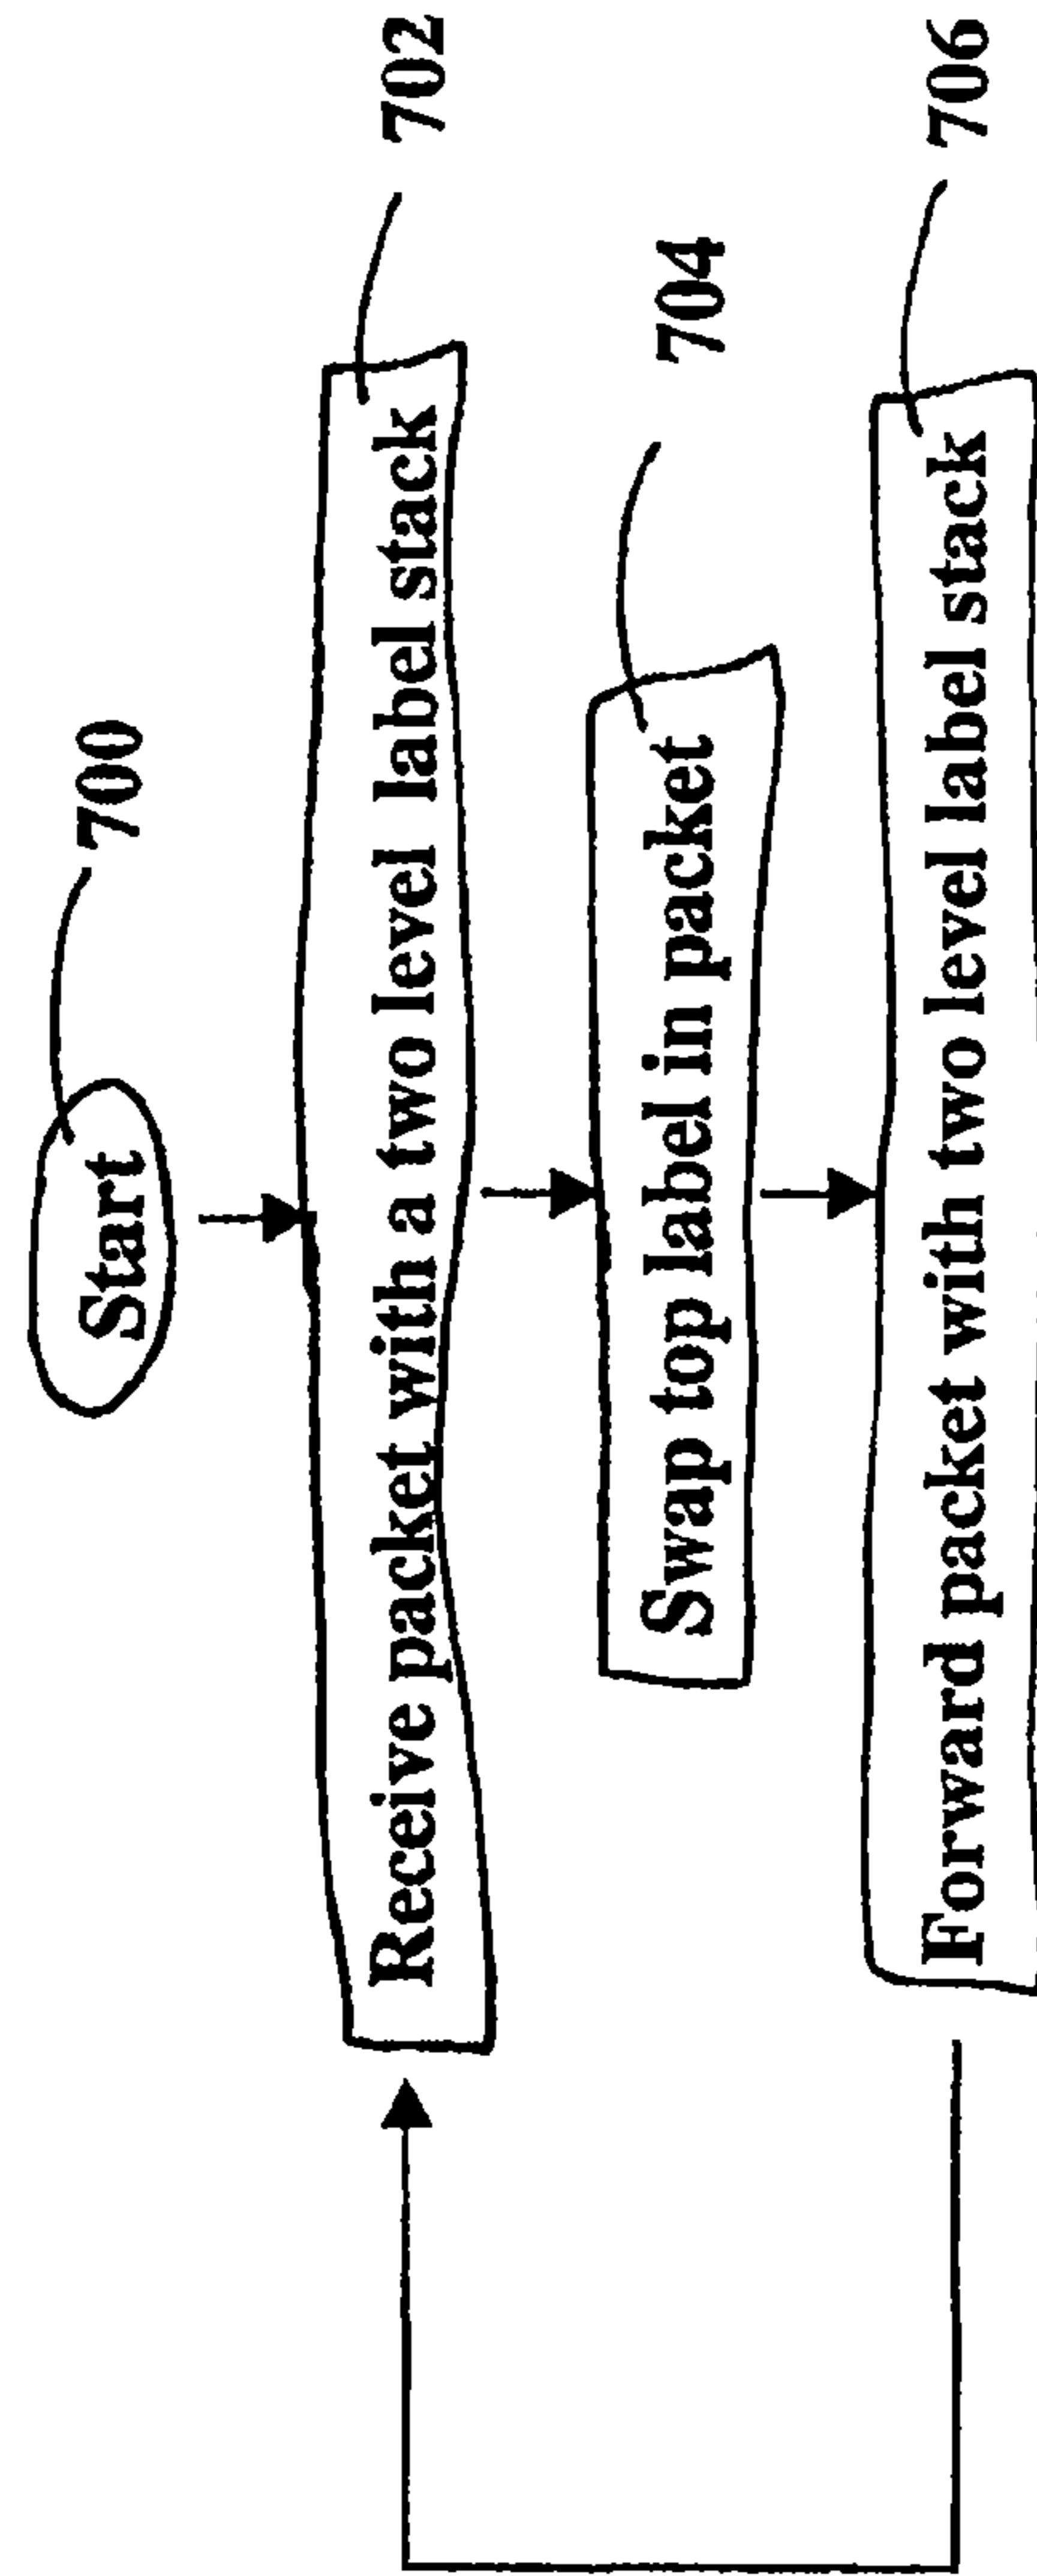 Start
700
Receive packet with a two level label stack
702
Swap top label in packet
704
Forward packet with two level label stack
706